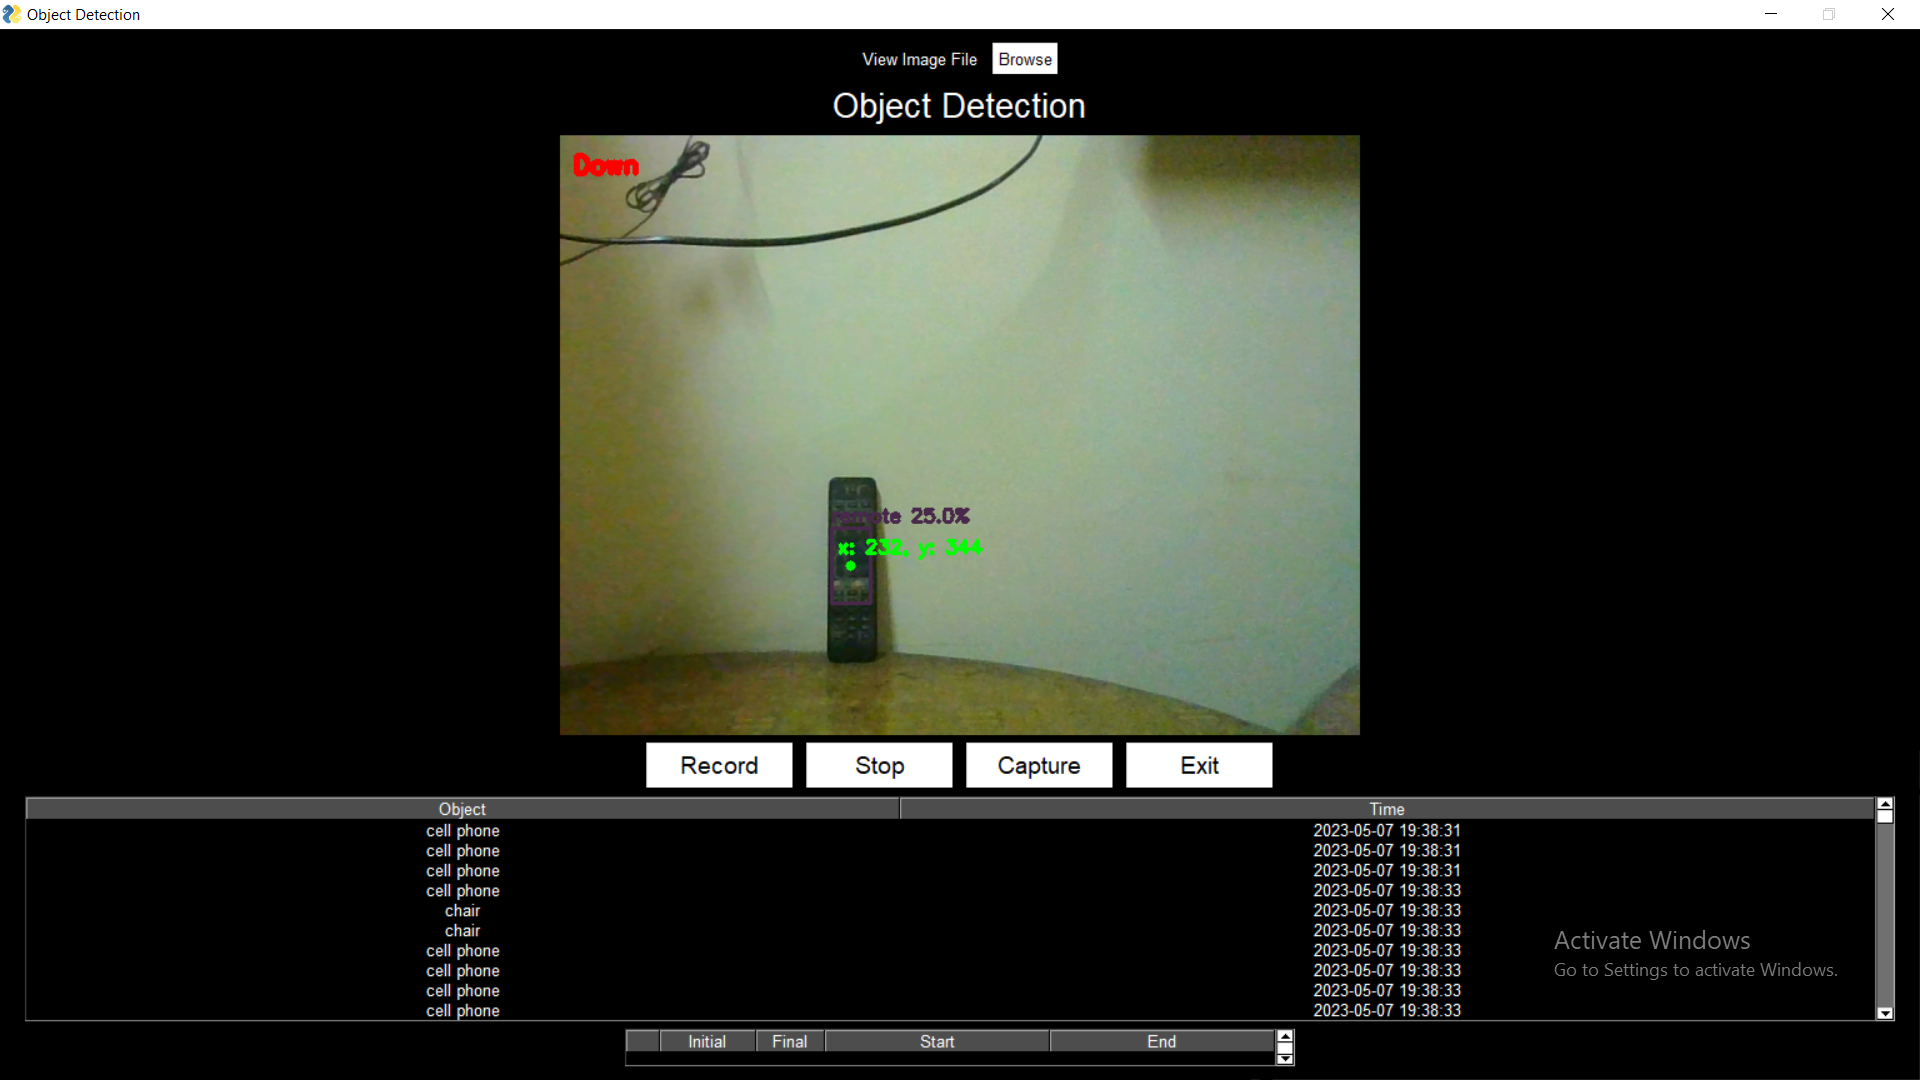 Object Detection
View Image File Browse
Object Detection
Down
remote 25.0%
x: 232, y: 344
Record Stop Capture Exit
Object Time
cell phone 2023-05-07 19:38:31
cell phone 2023-05-07 19:38:31
cell phone 2023-05-07 19:38:31
cell phone 2023-05-07 19:38:33
chair 2023-05-07 19:38:33
chair 2023-05-07 19:38:33
cell phone 2023-05-07 19:38:33
cell phone 2023-05-07 19:38:33
cell phone 2023-05-07 19:38:33
cell phone 2023-05-07 19:38:33
Activate Windows
Go to Settings to activate Windows.
Initial Final Start End